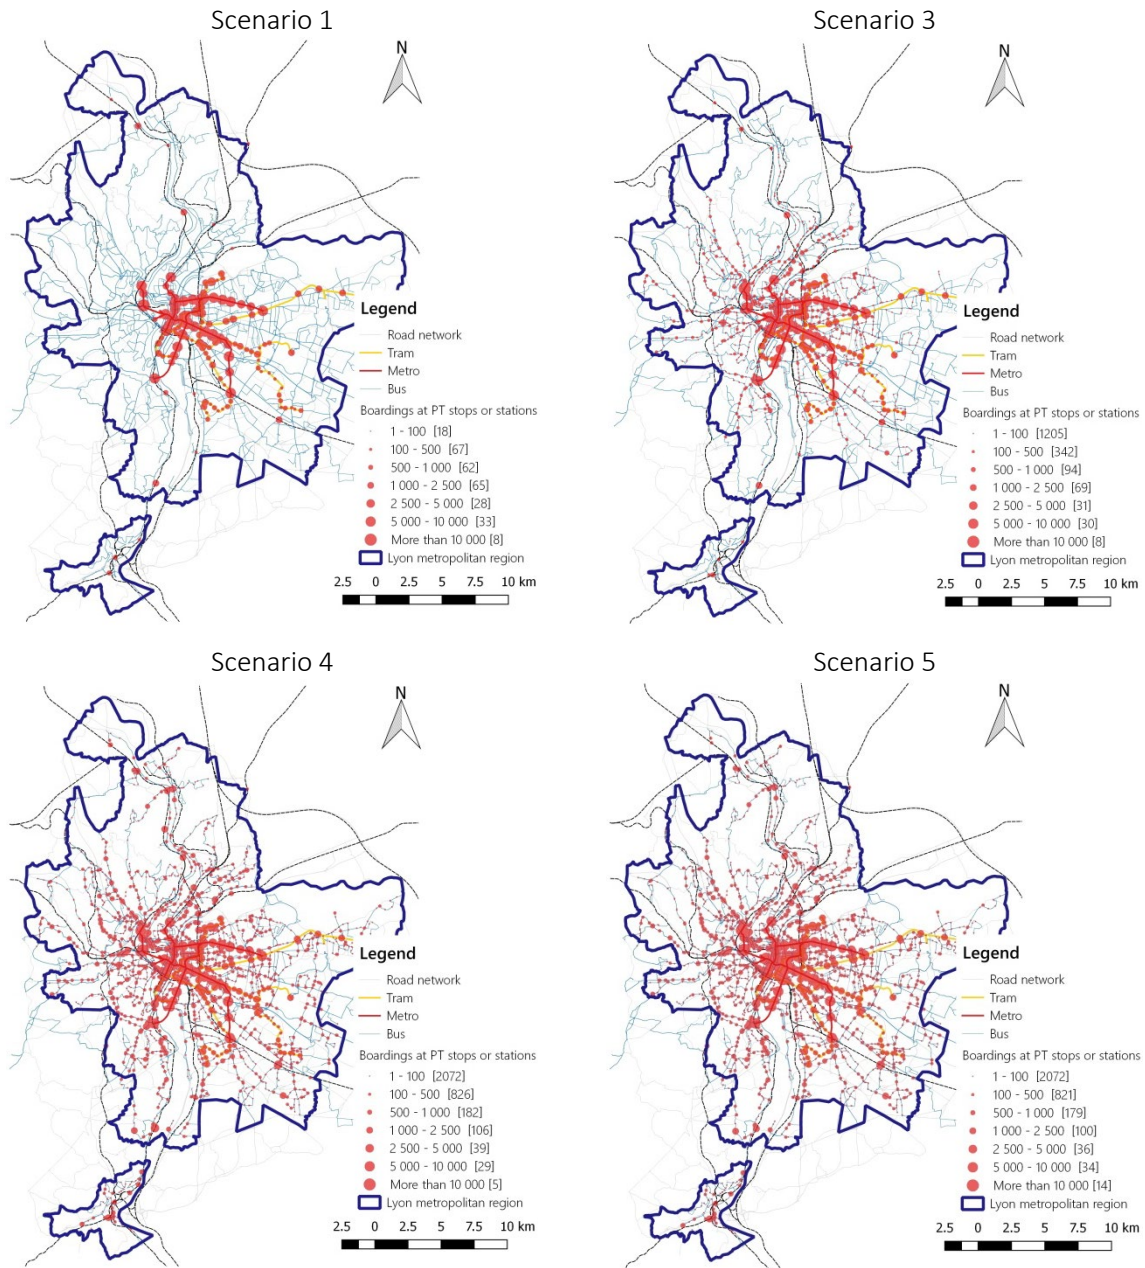 Scenario 1
N
Legend
Road network
Tram
Metro
Bus
Boardings at PT stops or stations
1 - 100 [18]
100 - 500 [67]
500 - 1 000 [62]
1 000 - 2 500 [65]
2 500 - 5 000 [28]
5 000 - 10 000 [33]
More than 10 000 [8]
Lyon metropolitan region
2.5 0 2.5 5 7.5 10 km
Scenario 3
N
Legend
Road network
Tram
Metro
Bus
Boardings at PT stops or stations
1 - 100 [1205]
100 - 500 [342]
500 - 1 000 [94]
1 000 - 2 500 [69]
2 500 - 5 000 [31]
5 000 - 10 000 [30]
More than 10 000 [8]
Lyon metropolitan region
2.5 0 2.5 5 7.5 10 km
Scenario 4
N
Legend
Road network
Tram
Metro
Bus
Boardings at PT stops or stations
1 - 100 [2072]
100 - 500 [826]
500 - 1 000 [182]
1 000 - 2 500 [106]
2 500 - 5 000 [39]
5 000 - 10 000 [29]
More than 10 000 [5]
Lyon metropolitan region
2.5 0 2.5 5 7.5 10 km
Scenario 5
N
Legend
Road network
Tram
Metro
Bus
Boardings at PT stops or stations
1 - 100 [2072]
100 - 500 [821]
500 - 1 000 [179]
1 000 - 2 500 [100]
2 500 - 5 000 [36]
5 000 - 10 000 [34]
More than 10 000 [14]
Lyon metropolitan region
2.5 0 2.5 5 7.5 10 km